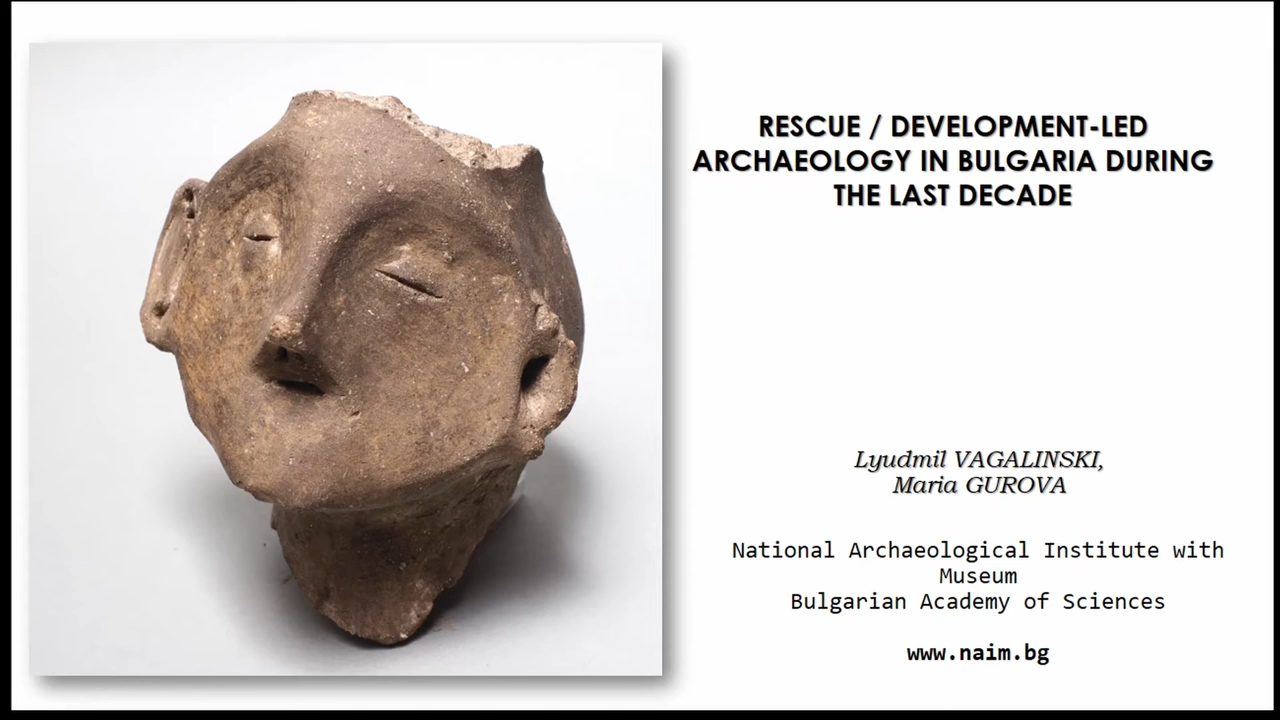 RESCUE / DEVELOPMENT-LED
ARCHAEOLOGY IN BULGARIA DURING
THE LAST DECADE
Lyudmil VAGALINSKI,
Maria GUROVA
National Archaeological Institute with
Museum
Bulgarian Academy of Sciences
www.naim.bg